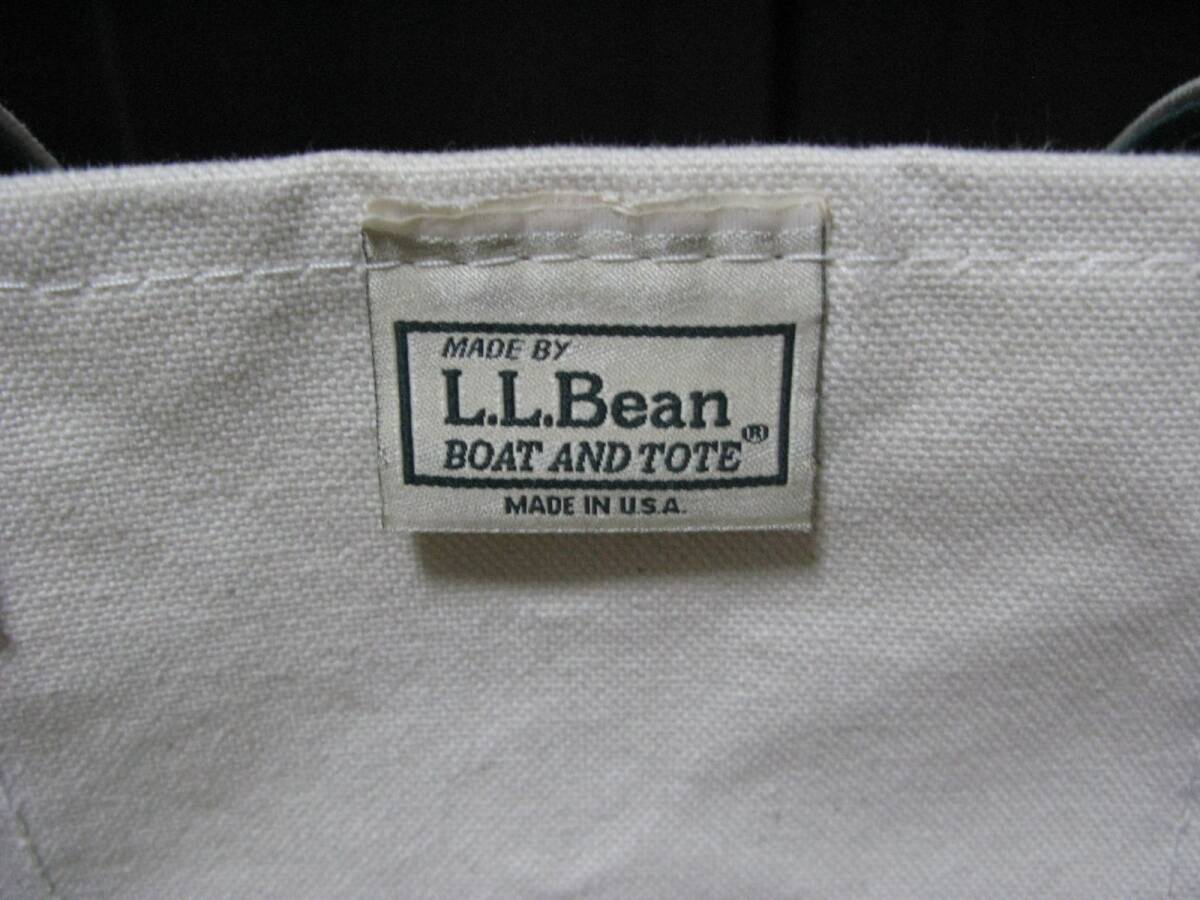 MADE BY
L.L.Bean
BOAT AND TOTE®
MADE IN U.S.A.